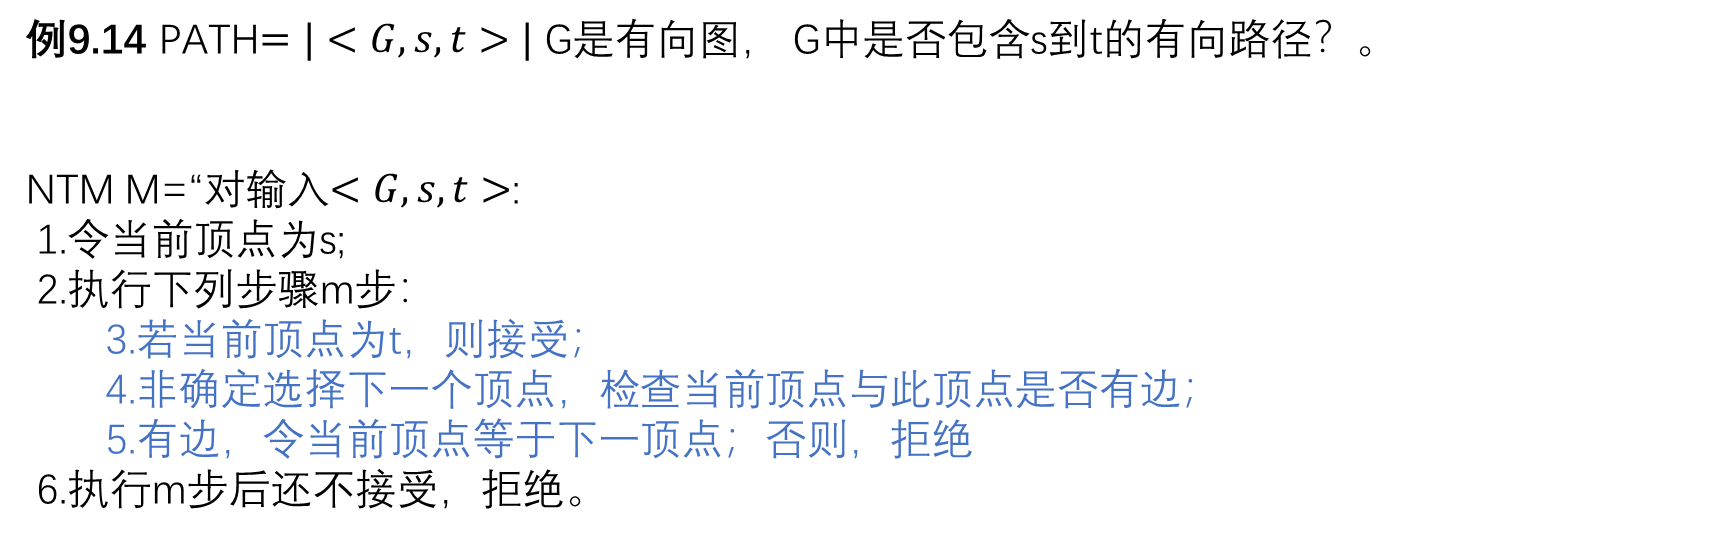 例9.14 PATH= | < G, s, t > | G是有向图， G中是否包含s到t的有向路径？。
NTM M=“对输入< G, s, t >:
1.令当前顶点为s;
2.执行下列步骤m步：
3.若当前顶点为t，则接受；
4.非确定选择下一个顶点，检查当前顶点与此顶点是否有边；
5.有边，令当前顶点等于下一顶点；否则，拒绝
6.执行m步后还不接受，拒绝。